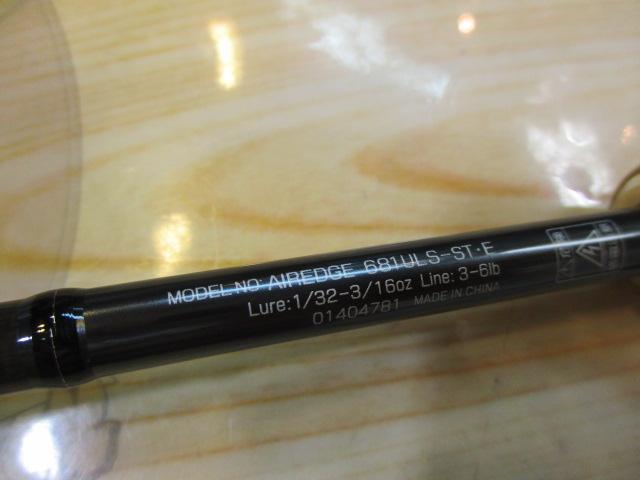 MODEL NO: AIREDGE 681ULS-ST・E
Lure:1/32-3/16oz Line: 3-6lb
01404781 MADE IN CHINA